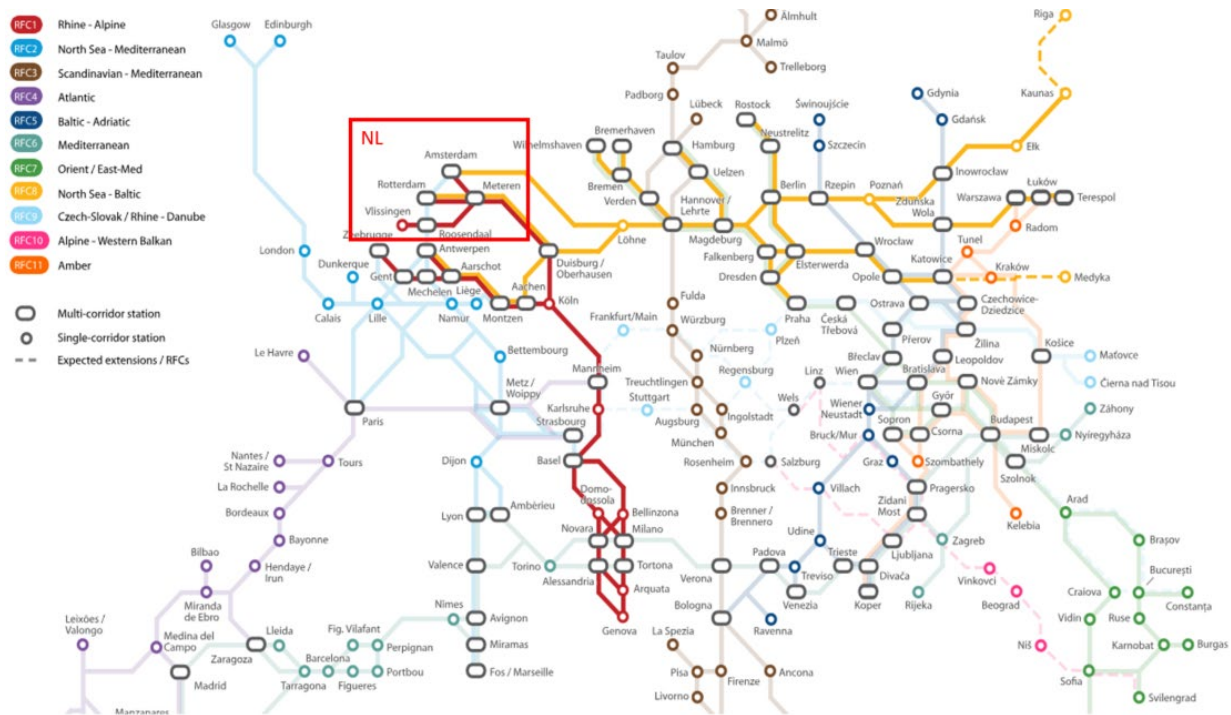 RFC1 Rhine - Alpine
RFC2 North Sea - Mediterranean
RFC3 Scandinavian - Mediterranean
RFC4 Atlantic
RFC5 Baltic - Adriatic
RFC6 Mediterranean
RFC7 Orient / East-Med
RFC8 North Sea - Baltic
RFC9 Czech-Slovak / Rhine - Danube
RFC10 Alpine - Western Balkan
RFC11 Amber
Multi-corridor station
Single-corridor station
Expected extensions / RFCs
Glasgow
Edinburgh
London
Dunkerque
Calais
Lille
Namur
Le Havre
Paris
Nantes /
St Nazaire
Tours
La Rochelle
Bordeaux
Bayonne
Bilbao
Hendaye /
Irun
Miranda
de Ebro
Leixões /
Valongo
Medina del
Campo
Madrid
Manzanares
Zaragoza
Lleida
Tarragona
Barcelona
Fig. Vilafant
Figueres
Perpignan
Portbou
Nimes
Avignon
Miramas
Fos / Marseille
Valence
Lyon
Ambérieu
Dijon
Metz /
Woippy
Bettembourg
NL
Amsterdam
Rotterdam
Meteren
Vlissingen
Roosendaal
Zeebrugge
Antwerpen
Gent
Aarschot
Mechelen
Liège
Montzen
Aachen
Duisburg /
Oberhausen
Köln
Löhne
Frankfurt/Main
Mannheim
Karlsruhe
Stuttgart
Strasbourg
Basel
Domo-
dossola
Bellinzona
Novara
Milano
Torino
Alessandria
Tortona
Arquata
Genova
Älmhult
Malmö
Trelleborg
Taulov
Padborg
Lübeck
Rostock
Hamburg
Neustrelitz
Bremerhaven
Wilhelmshaven
Bremen
Verden
Uelzen
Hannover /
Lehrte
Magdeburg
Berlin
Falkenberg
Elsterwerda
Dresden
Świnoujście
Szczecin
Rzepin
Poznań
Gdynia
Gdańsk
Inowrocław
Zduńska
Wola
Warszawa
Łuków
Terespol
Radom
Ełk
Kaunas
Riga
Wrocław
Opole
Katowice
Tunel
Kraków
Medyka
Ostrava
Czechowice-
Dziedzice
Praha
Česká
Třebová
Přerov
Žilina
Břeclav
Leopoldov
Košice
Maťovce
Čierna nad Tisou
Fulda
Würzburg
Nürnberg
Plzeň
Treuchtlingen
Regensburg
Ingolstadt
Augsburg
München
Rosenheim
Innsbruck
Brenner /
Brennero
Linz
Wels
Salzburg
Wien
Bratislava
Nové Zámky
Wiener
Neustadt
Sopron
Győr
Csorna
Bruck/Mur
Graz
Szombathely
Budapest
Miskolc
Szolnok
Záhony
Nyíregyháza
Kelebia
Villach
Udine
Pragersko
Zidani
Most
Zagreb
Ljubljana
Trieste
Divača
Koper
Rijeka
Verona
Padova
Treviso
Venezia
Bologna
Ravenna
La Spezia
Pisa
Livorno
Firenze
Ancona
Vinkovci
Beograd
Niš
Arad
Brașov
București
Craiova
Constanța
Vidin
Ruse
Karnobat
Burgas
Sofia
Svilengrad